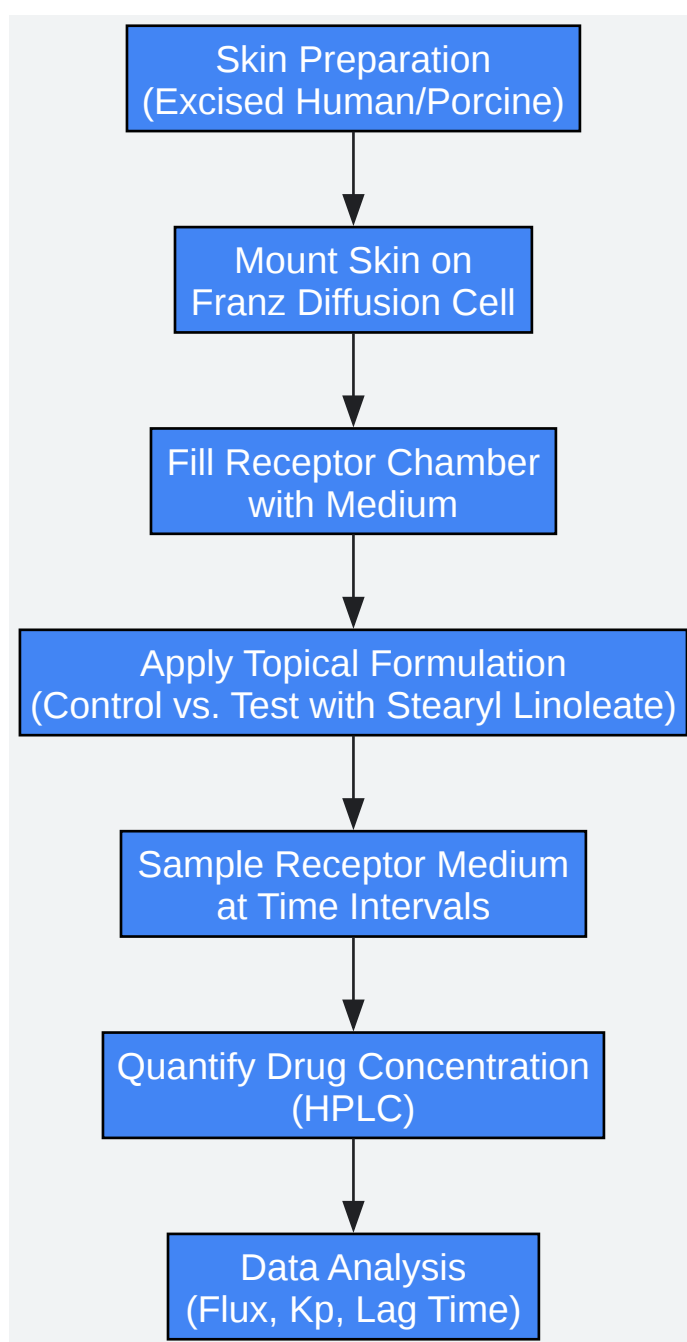 Skin Preparation
(Excised Human/Porcine)
Mount Skin on
Franz Diffusion Cell
Fill Receptor Chamber
with Medium
Apply Topical Formulation
(Control vs. Test with Stearyl Linoleate)
Sample Receptor Medium
at Time Intervals
Quantify Drug Concentration
(HPLC)
Data Analysis
(Flux, Kp, Lag Time)